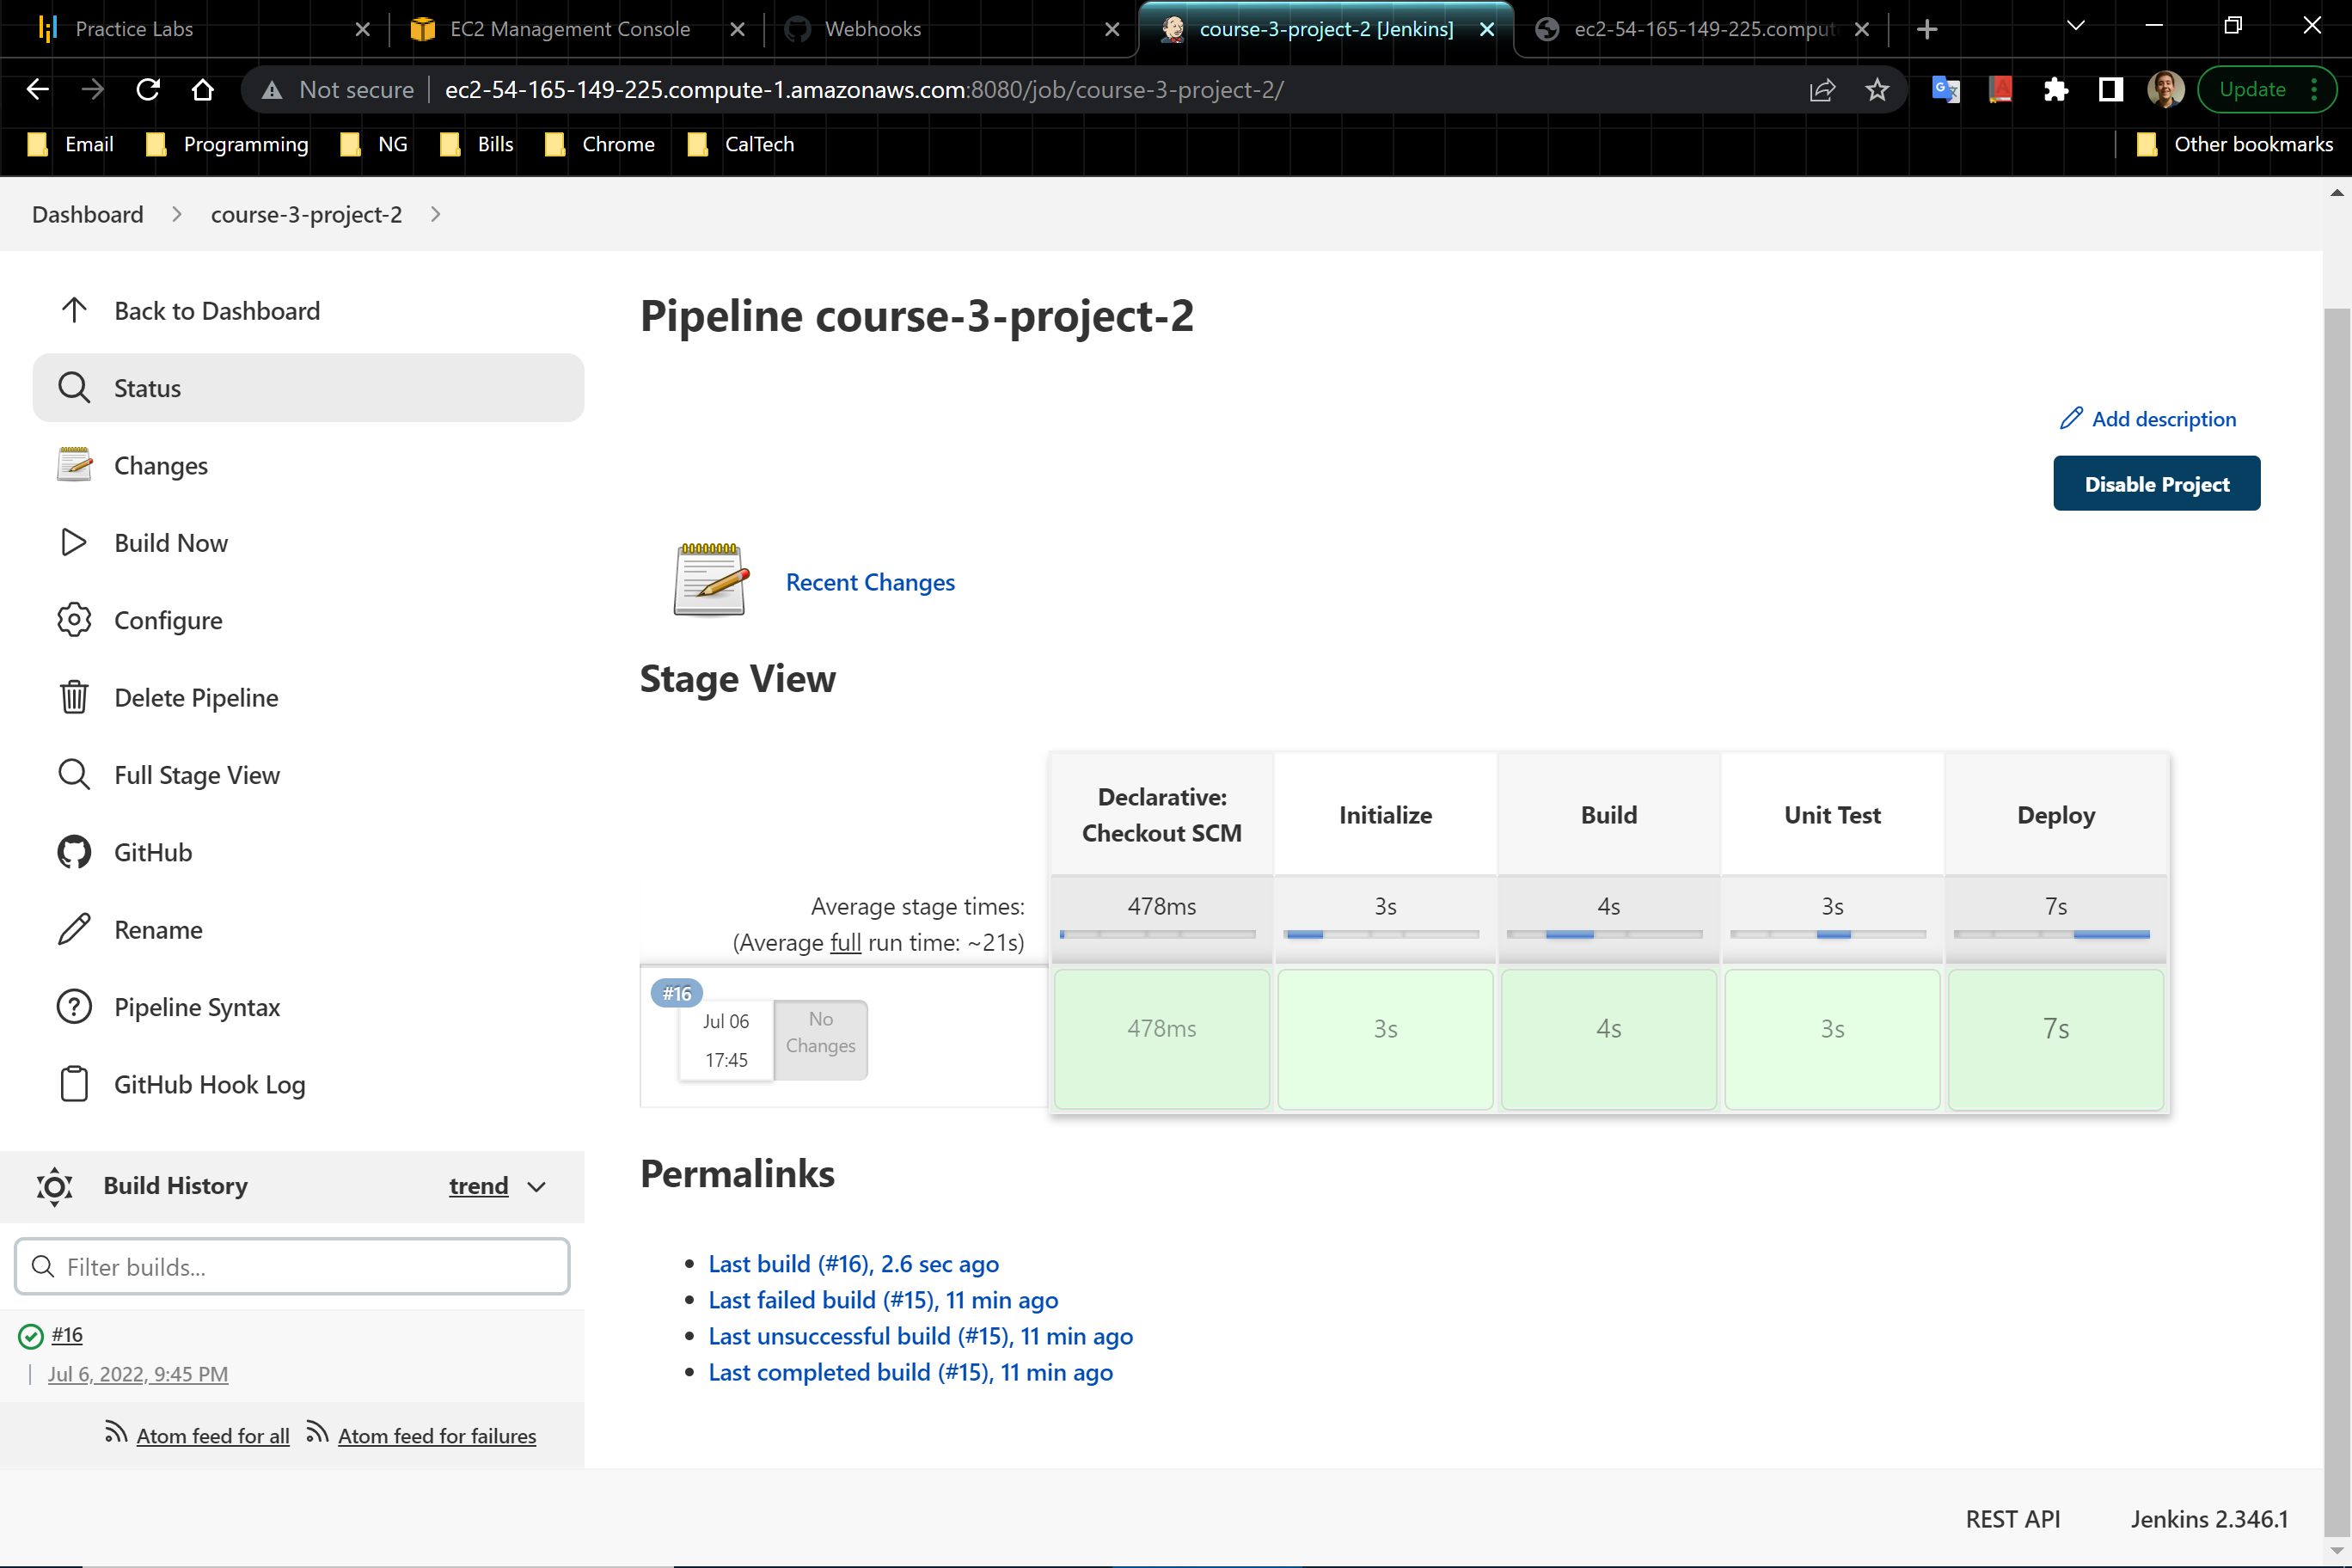 Practice Labs
EC2 Management Console
Webhooks
course-3-project-2 [Jenkins]
ec2-54-165-149-225.comput
Not secure
ec2-54-165-149-225.compute-1.amazonaws.com:8080/job/course-3-project-2/
Update
Email
Programming
NG
Bills
Chrome
CalTech
Other bookmarks
Dashboard
course-3-project-2
Back to Dashboard
Status
Changes
Build Now
Configure
Delete Pipeline
Full Stage View
GitHub
Rename
Pipeline Syntax
GitHub Hook Log
Build History
trend
Filter builds...
#16
Jul 6, 2022, 9:45 PM
Atom feed for all
Atom feed for failures
Pipeline course-3-project-2
Add description
Disable Project
Recent Changes
Stage View
Declarative:
Checkout SCM
Initialize
Build
Unit Test
Deploy
Average stage times:
(Average full run time: ~21s)
478ms
3s
4s
3s
7s
#16
Jul 06
17:45
No
Changes
478ms
3s
4s
3s
7s
Permalinks
Last build (#16), 2.6 sec ago
Last failed build (#15), 11 min ago
Last unsuccessful build (#15), 11 min ago
Last completed build (#15), 11 min ago
REST API
Jenkins 2.346.1